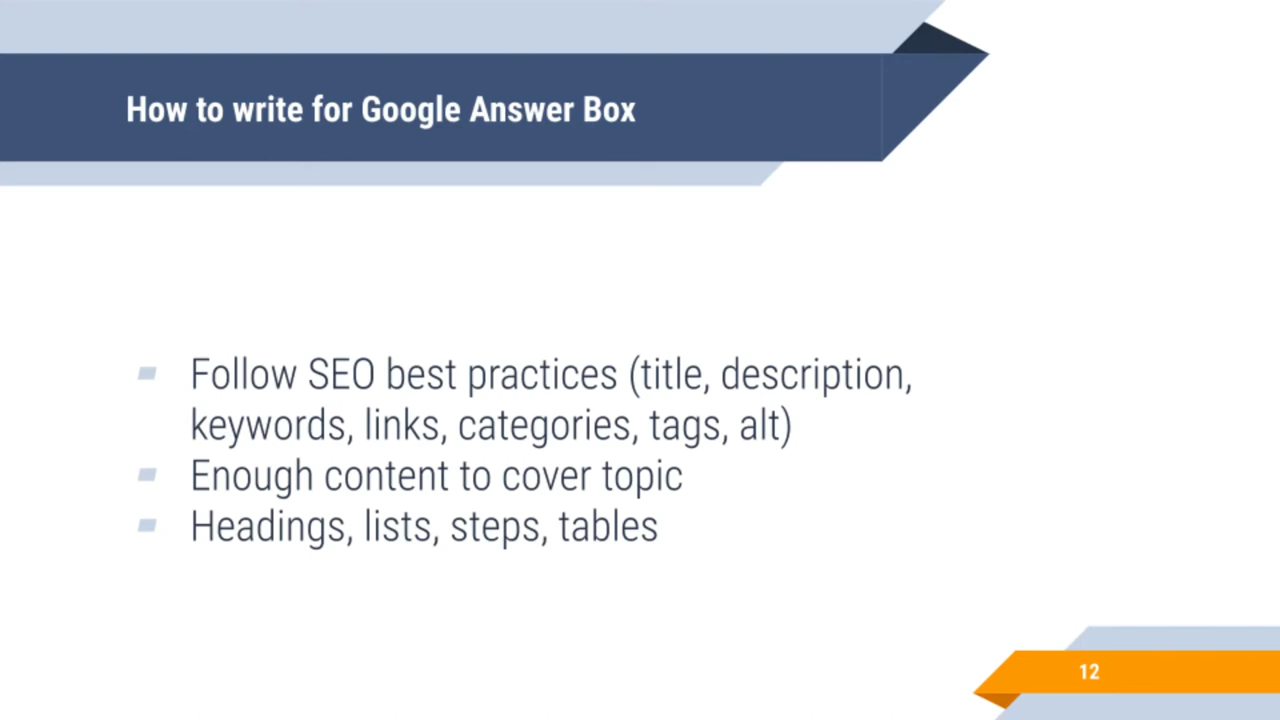 How to write for Google Answer Box
Follow SEO best practices (title, description,
keywords, links, categories, tags, alt)
Enough content to cover topic
Headings, lists, steps, tables
12